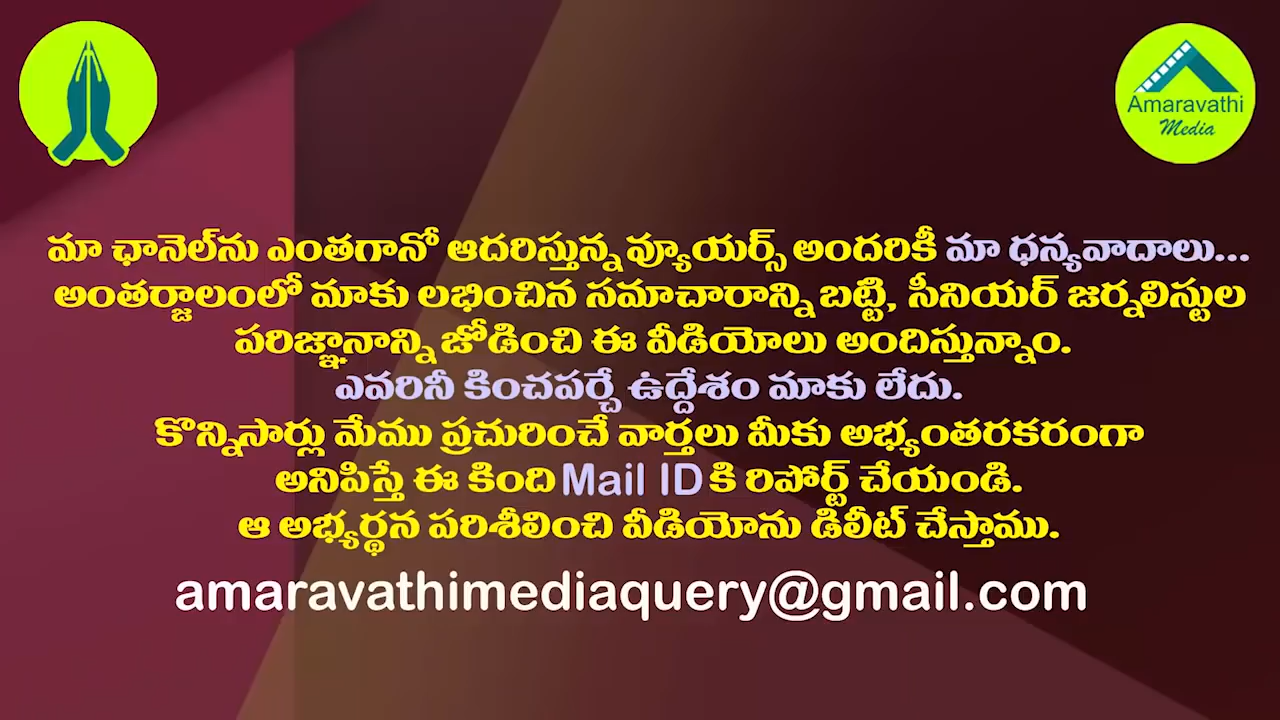 Amaravathi
Media
మా ఛానెల్‌ను ఎంతగానో ఆదరిస్తున్న వ్యూయర్స్ అందరికీ మా ధన్యవాదాలు...
అంతర్జాలంలో మాకు లభించిన సమాచారాన్ని బట్టి, సీనియర్ జర్నలిస్టుల
పరిజ్ఞానాన్ని జోడించి ఈ వీడియోలు అందిస్తున్నాం.
ఎవరినీ కించపర్చే ఉద్దేశం మాకు లేదు.
కొన్నిసార్లు మేము ప్రచురించే వార్తలు మీకు అభ్యంతరకరంగా
అనిపిస్తే ఈ కింది Mail ID కి రిపోర్ట్ చేయండి.
ఆ అభ్యర్థన పరిశీలించి వీడియోను డిలీట్ చేస్తాము.
amaravathimediaquery@gmail.com